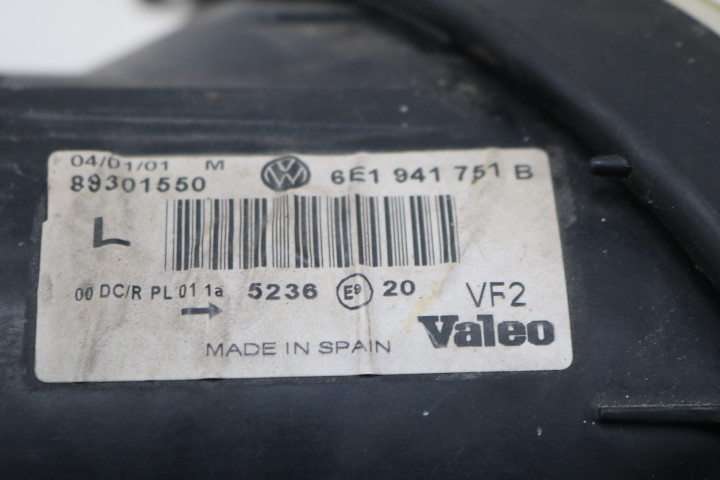 04/01/01 M
89301550 VW 6E1 941 751 B
L
00 DC/R PL 01 1a 5236 E9 20 VF2
→ Valeo
MADE IN SPAIN